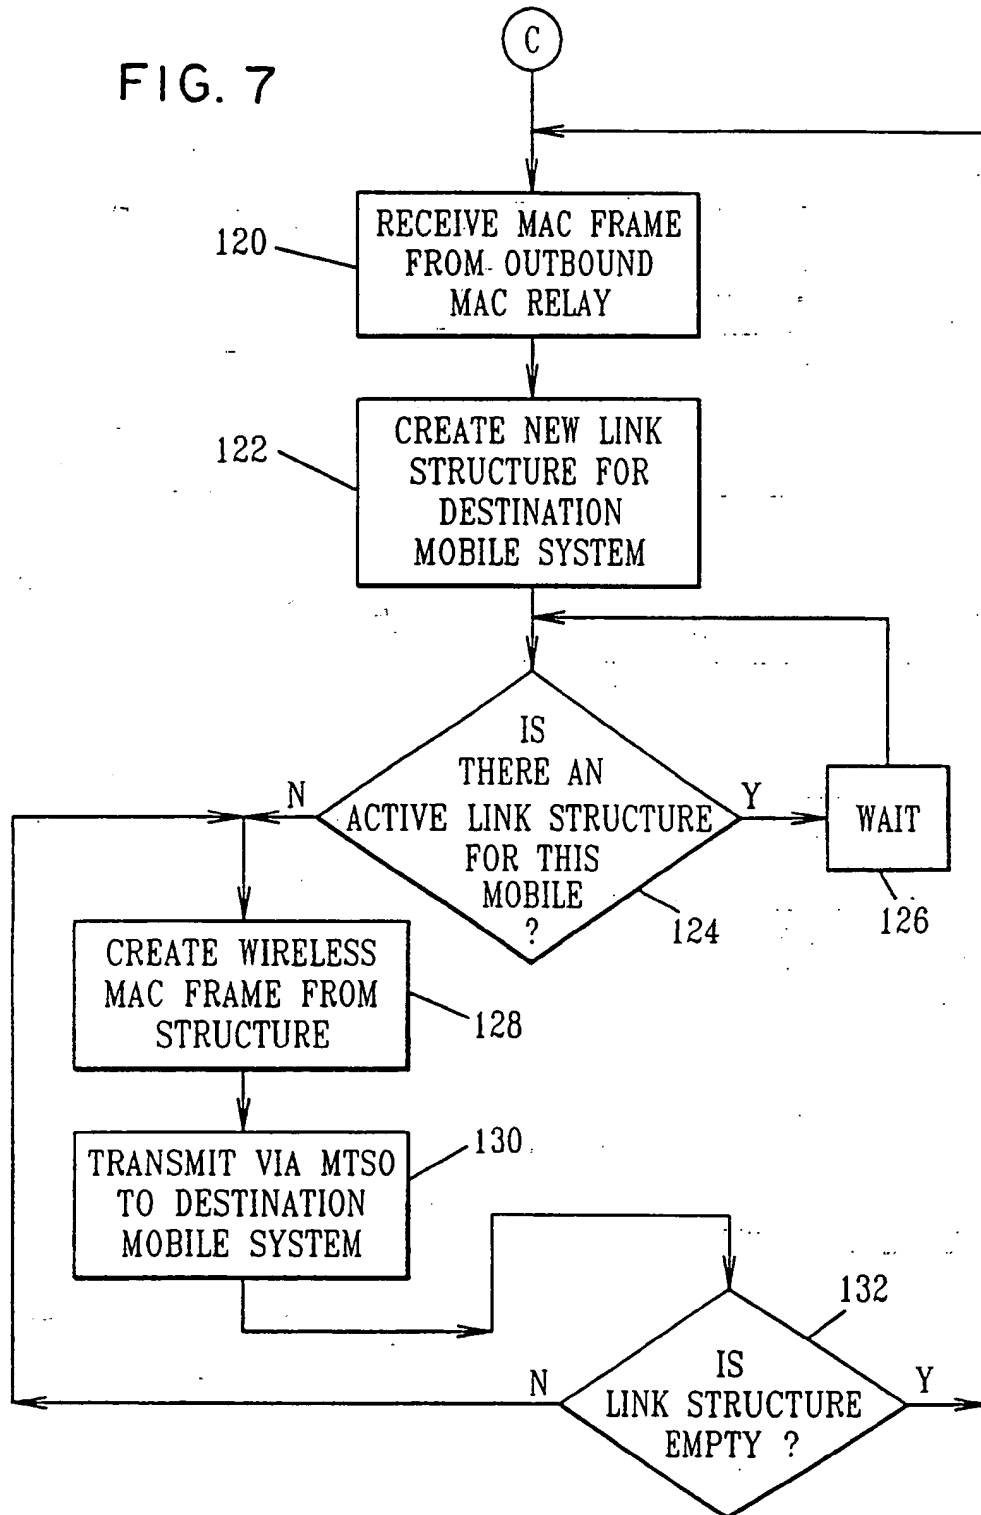 C
FIG. 7
120
RECEIVE MAC FRAME
FROM OUTBOUND
MAC RELAY
122
CREATE NEW LINK
STRUCTURE FOR
DESTINATION
MOBILE SYSTEM
IS
THERE AN
ACTIVE LINK STRUCTURE
FOR THIS
MOBILE
?
N
Y
124
WAIT
126
CREATE WIRELESS
MAC FRAME FROM
STRUCTURE
128
TRANSMIT VIA MTSO
TO DESTINATION
MOBILE SYSTEM
130
132
IS
LINK STRUCTURE
EMPTY ?
N
Y